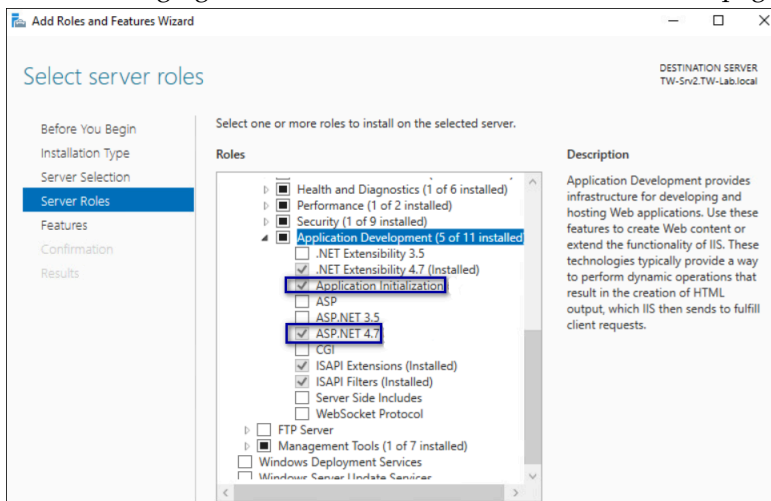 Add Roles and Features Wizard
Select server roles
DESTINATION SERVER
TW-Srv2.TW-Lab.local
Before You Begin
Installation Type
Server Selection
Server Roles
Features
Confirmation
Results
Select one or more roles to install on the selected server.
Roles
Health and Diagnostics (1 of 6 installed)
Performance (1 of 2 installed)
Security (1 of 9 installed)
Application Development (5 of 11 installed
.NET Extensibility 3.5
.NET Extensibility 4.7 (Installed)
Application Initialization
ASP
ASP.NET 3.5
ASP.NET 4.7
CGI
ISAPI Extensions (Installed)
ISAPI Filters (Installed)
Server Side Includes
WebSocket Protocol
FTP Server
Management Tools (1 of 7 installed)
Windows Deployment Services
Windows Server Update Services
Description
Application Development provides
infrastructure for developing and
hosting Web applications. Use these
features to create Web content or
extend the functionality of IIS. These
technologies typically provide a way
to perform dynamic operations that
result in the creation of HTML
output, which IIS then sends to fulfill
client requests.